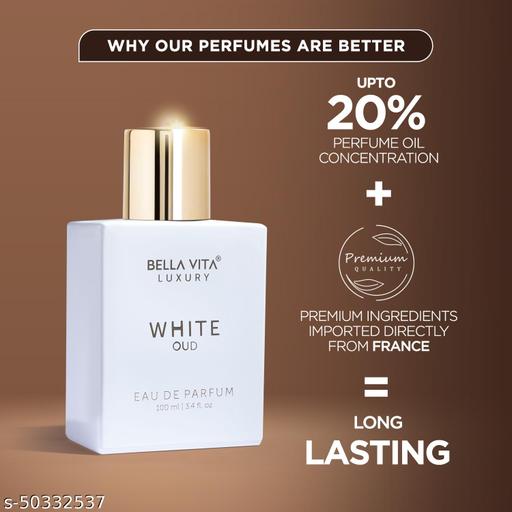 WHY OUR PERFUMES ARE BETTER
UPTO
20%
PERFUME OIL
CONCENTRATION
+
Premium
QUALITY
PREMIUM INGREDIENTS
IMPORTED DIRECTLY
FROM FRANCE
=
LONG
LASTING
BELLA VITA®
LUXURY
WHITE
OUD
EAU DE PARFUM
100 ml | 3.4 fl. oz
s-50332537